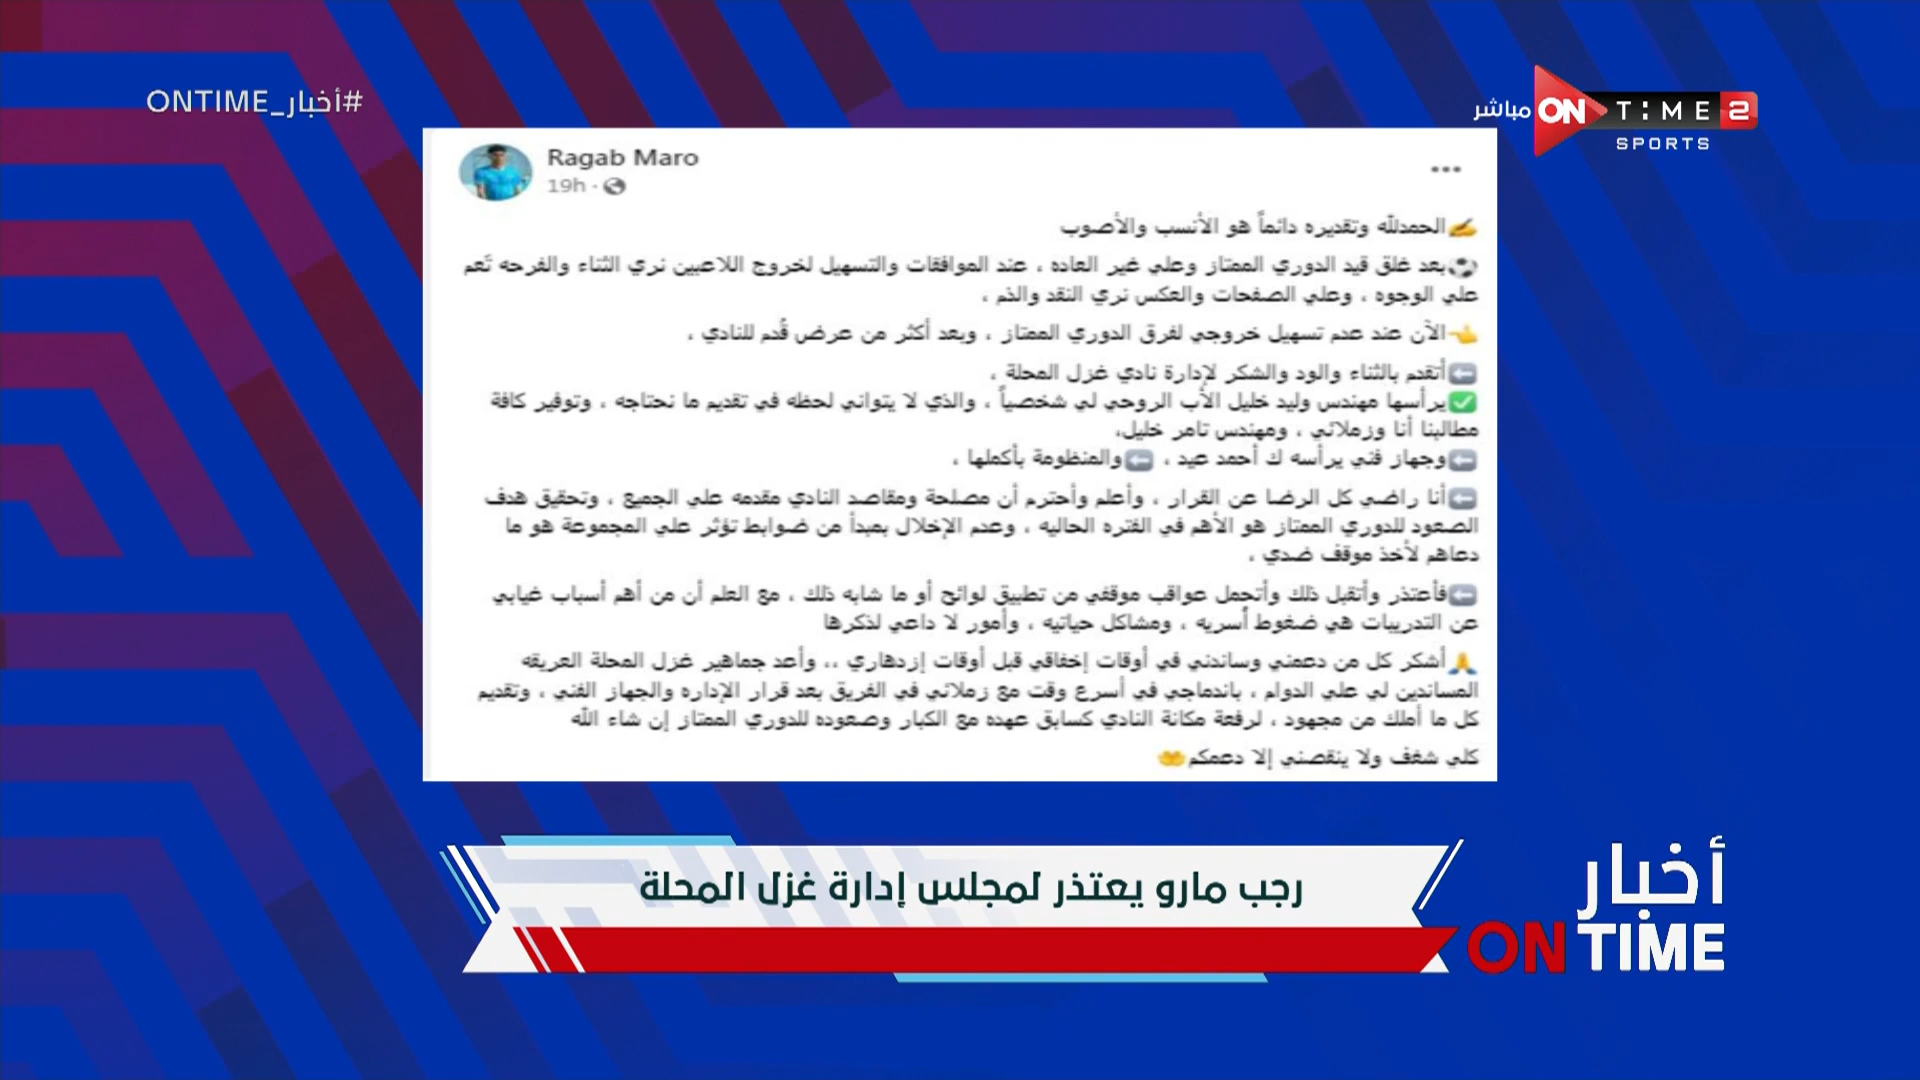 #أخبار_ONTIME
مباشر ON TIME 2
SPORTS
Ragab Maro
19h
الحمدلله وتقديره دائماً هو الأنسب والأصوب
بعد غلق قيد الدوري الممتاز وعلي غير العاده ، عند الموافقات والتسهيل لخروج اللاعبين نري الثناء والفرحه تَعم
علي الوجوه ، وعلي الصفحات والعكس نري النقد والذم ،
الآن عند عدم تسهيل خروجي لفرق الدوري الممتاز ، وبعد أكثر من عرض قُدم للنادي ،
أتقدم بالثناء والود والشكر لإدارة نادي غزل المحلة ،
يرأسها مهندس وليد خليل الأب الروحي لي شخصياً ، والذي لا يتواني لحظه في تقديم ما نحتاجه ، وتوفير كافة
مطالبنا أنا وزملائي ، ومهندس تامر خليل،
وجهاز فني يرأسه ك أحمد عيد ، والمنظومة بأكملها ،
أنا راضي كل الرضا عن القرار ، وأعلم وأحترم أن مصلحة ومقاصد النادي مقدمه علي الجميع ، وتحقيق هدف
الصعود للدوري الممتاز هو الأهم في الفتره الحاليه ، وعدم الإخلال بمبدأ من ضوابط تؤثر علي المجموعة هو ما
دعاهم لأخذ موقف ضدي ،
فأعتذر وأتقبل ذلك وأتحمل عواقب موقفي من تطبيق لوائح أو ما شابه ذلك ، مع العلم أن من أهم أسباب غيابي
عن التدريبات هي ضغوط أسريه ، ومشاكل حياتيه ، وأمور لا داعي لذكرها
أشكر كل من دعمني وساندني في أوقات إخفاقي قبل أوقات إزدهاري .. وأعد جماهير غزل المحلة العريقه
المساندين لي علي الدوام ، باندماجي في أسرع وقت مع زملائي في الفريق بعد قرار الإداره والجهاز الفني ، وتقديم
كل ما أملك من مجهود ، لرفعة مكانة النادي كسابق عهده مع الكبار وصعوده للدوري الممتاز إن شاء الله
كلي شغف ولا ينقصني إلا دعمكم
رجب مارو يعتذر لمجلس إدارة غزل المحلة
أخبار
ON TIME